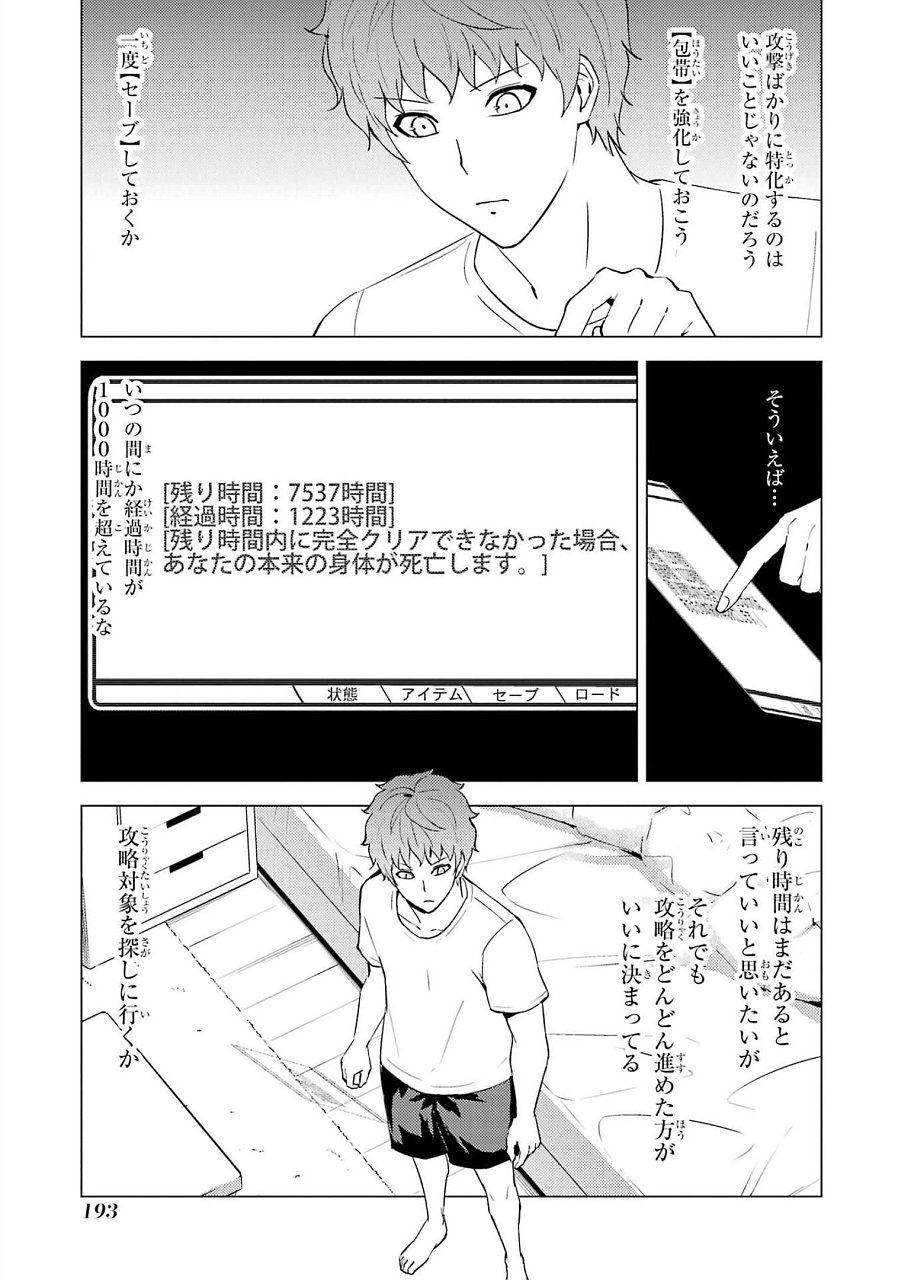 攻撃ばかりに特化するのは
いいことじゃないのだろう
【包帯】を強化しておこう
一度【セーブ】しておくか
そういえば…
[残り時間：7537時間]
[経過時間：1223時間]
[残り時間内に完全クリアできなかった場合、
あなたの本来の身体が死亡します。]
状態
アイテム
セーブ
ロード
いつの間にか経過時間が
1000時間を超えているな
残り時間はまだあると
言っていいと思いたいが
それでも
攻略をどんどん進めた方が
いいに決まってる
攻略対象を探しに行くか
193